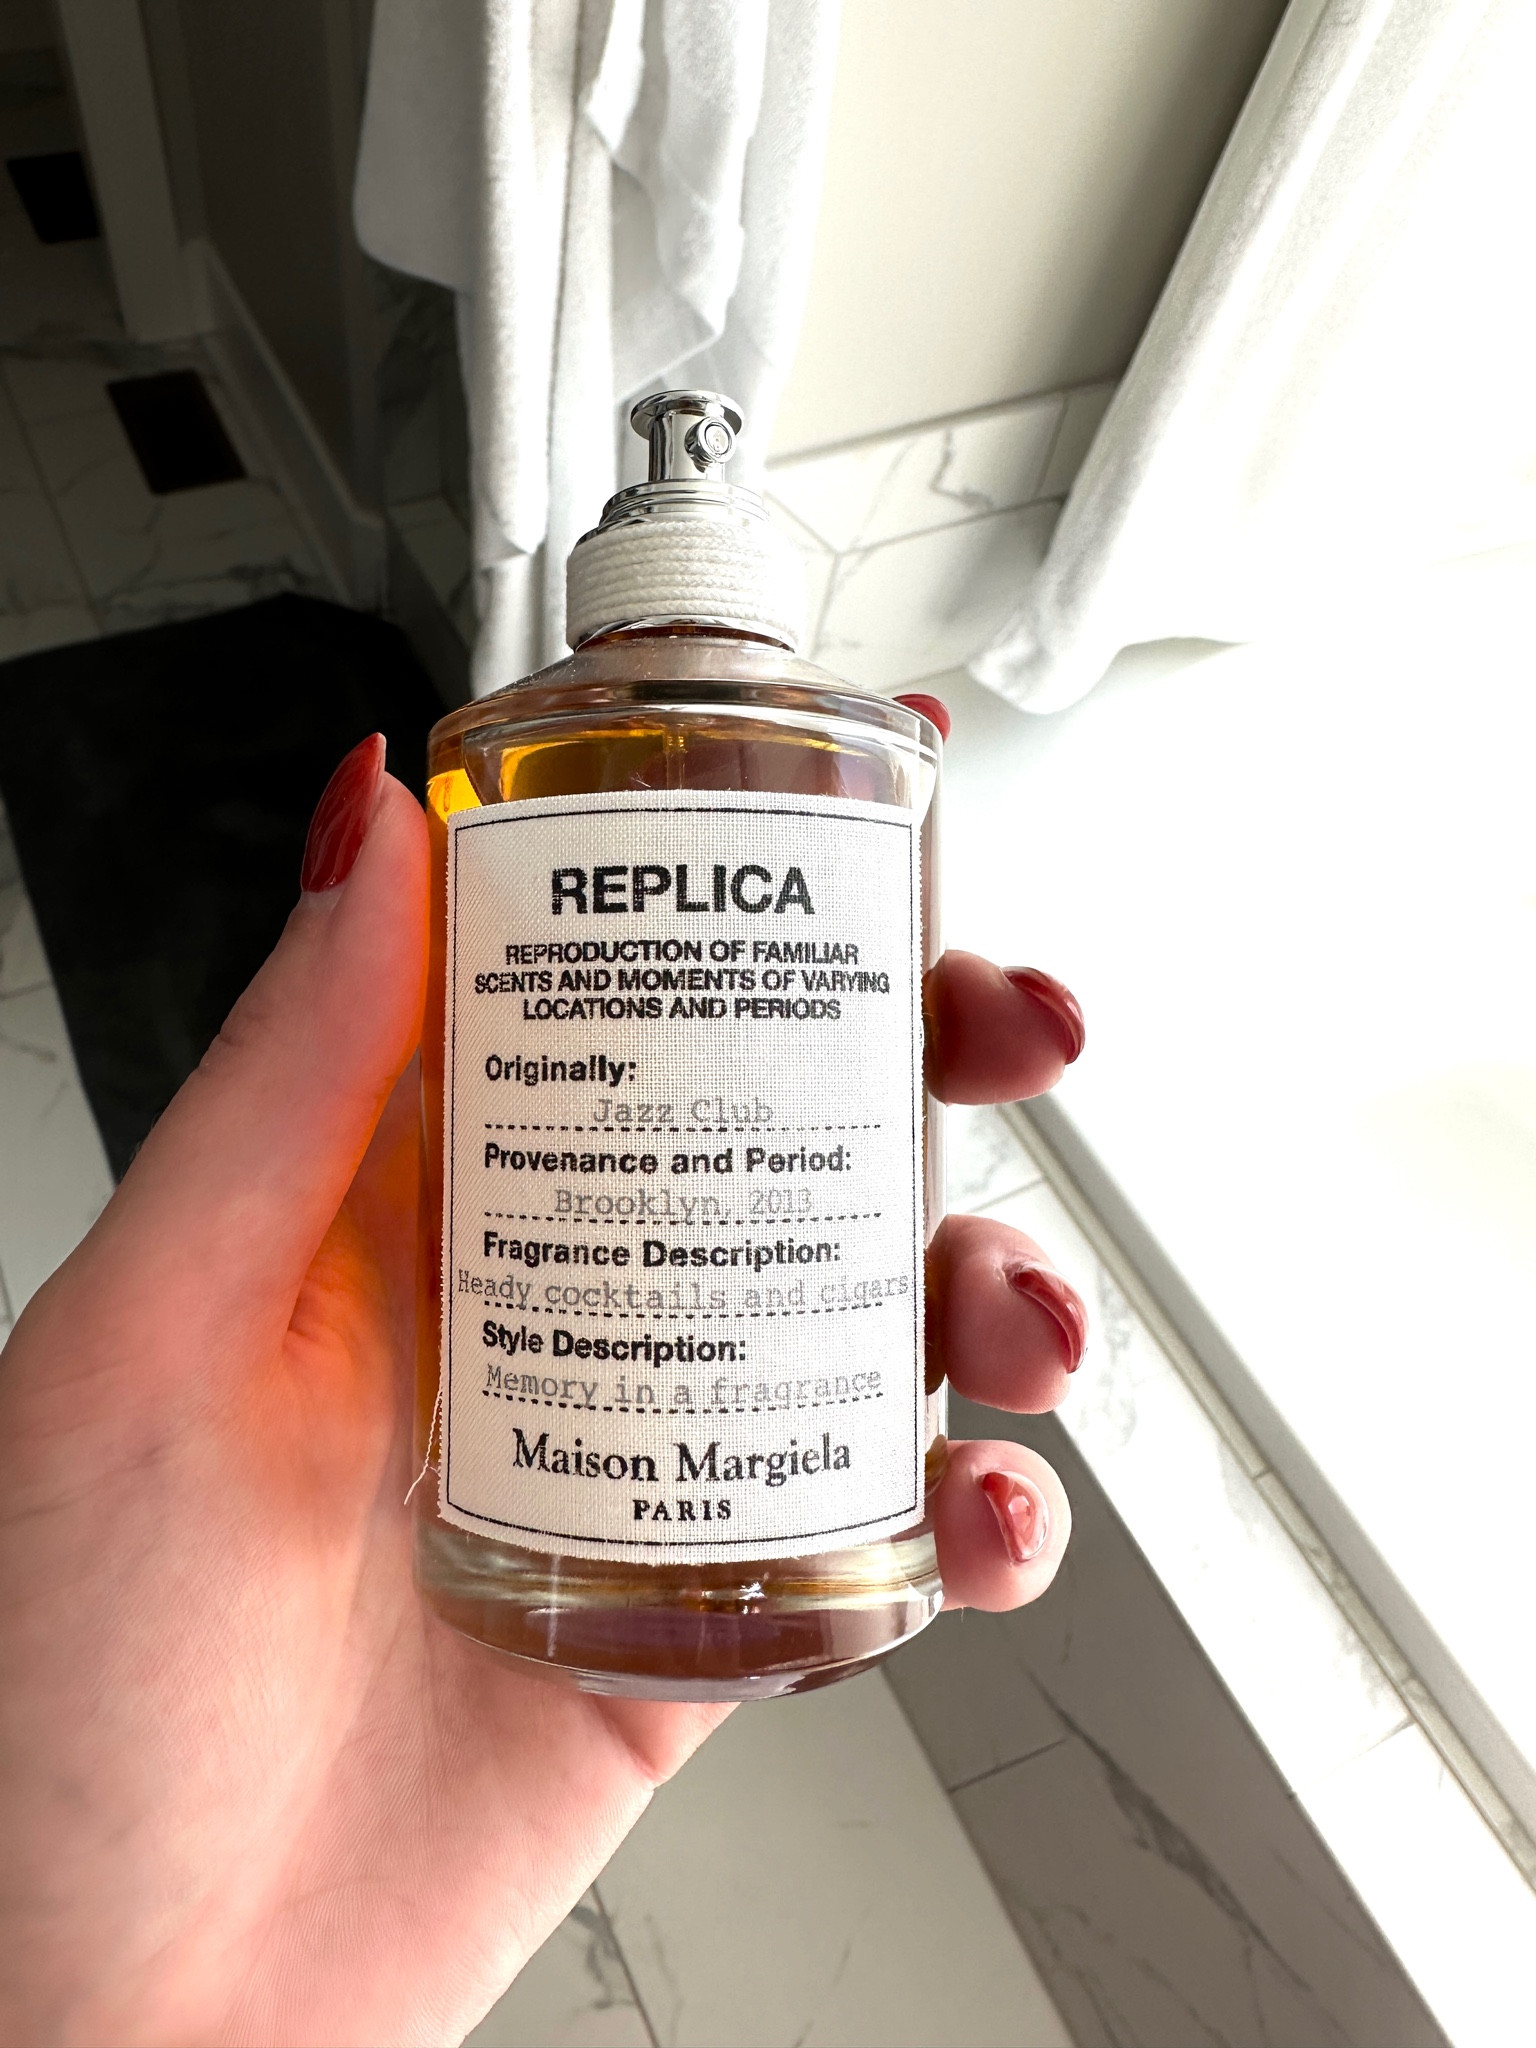 REPLICA
REPRODUCTION OF FAMILIAR
SCENTS AND MOMENTS OF VARYING
LOCATIONS AND PERIODS
Originally:
Jazz Club
Provenance and Period:
Brooklyn, 2013
Fragrance Description:
Heady cocktails and cigars
Style Description:
Memory in a fragrance
Maison Margiela
PARIS